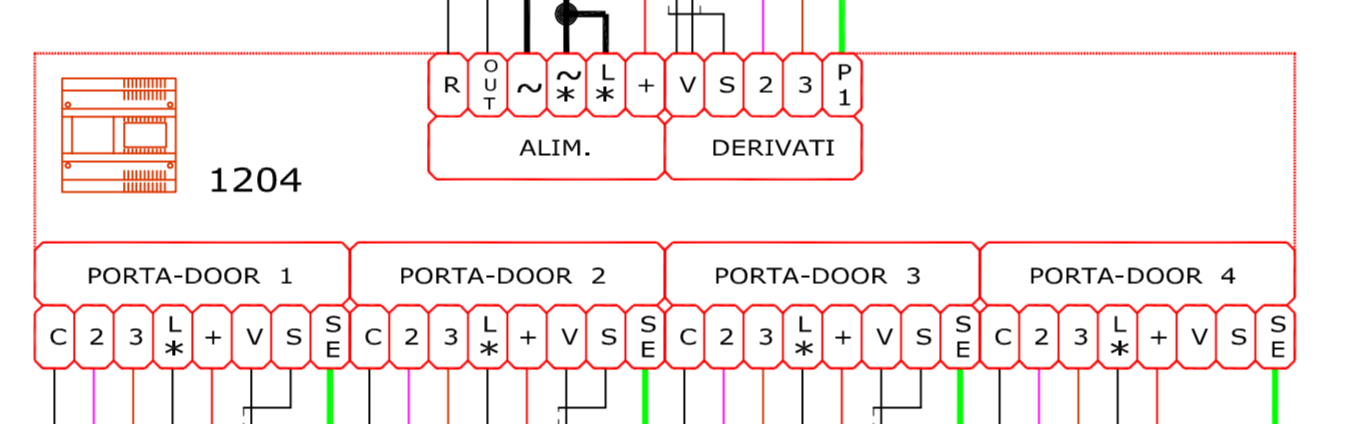 R OUT ~ ~* L* + V S 2 3 P1
ALIM. DERIVATI
1204
PORTA-DOOR 1 PORTA-DOOR 2 PORTA-DOOR 3 PORTA-DOOR 4
C 2 3 L* + V S SE C 2 3 L* + V S SE C 2 3 L* + V S SE C 2 3 L* + V S SE